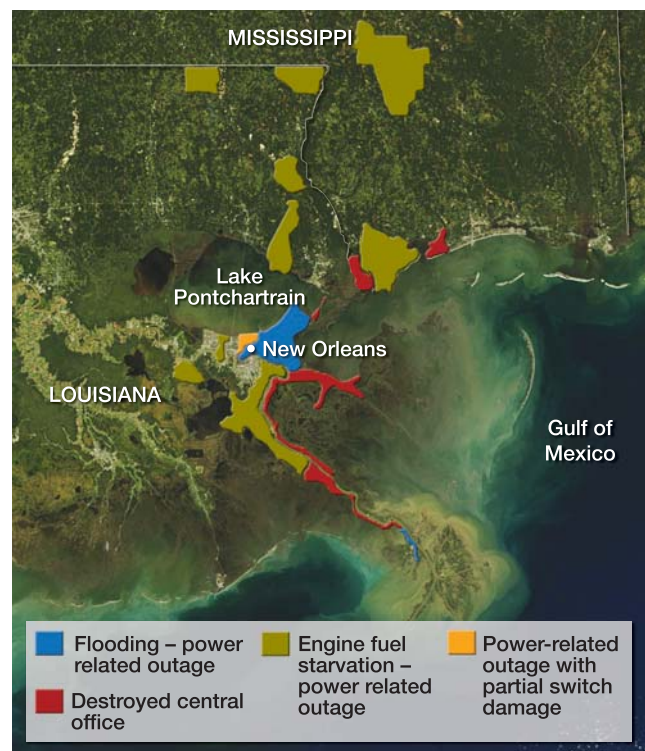 MISSISSIPPI
Lake
Pontchartrain
New Orleans
LOUISIANA
Gulf of
Mexico
Flooding – power
related outage
Destroyed central
office
Engine fuel
starvation –
power related
outage
Power-related
outage with
partial switch
damage